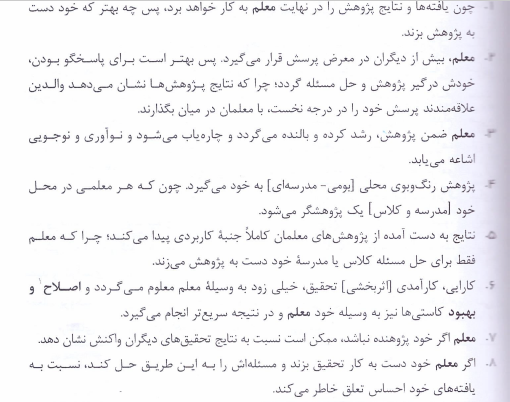 ۱- چون یافته‌ها و نتایج پژوهش را در نهایت معلم به کار خواهد برد، پس چه بهتر که خود دست
به پژوهش بزند.
۲- معلم، بیش از دیگران در معرض پرسش قرار می‌گیرد. پس بهتر است برای پاسخگو بودن،
خودش درگیر پژوهش و حل مسئله گردد؛ چرا که نتایج پژوهش‌ها نشان می‌دهد والدین
علاقه‌مندند پرسش خود را در درجه نخست، با معلمان در میان بگذارند.
۳- معلم ضمن پژوهش، رشد کرده و بالنده می‌گردد و چاره‌یاب می‌شود و نوآوری و نوجویی
اشاعه می‌یابد.
۴- پژوهش رنگ‌وبوی محلی [بومی- مدرسه‌ای] به خود می‌گیرد. چون که هر معلمی در محل
خود [مدرسه و کلاس] یک پژوهشگر می‌شود.
۵- نتایج به دست آمده از پژوهش‌های معلمان کاملاً جنبهٔ کاربردی پیدا می‌کند؛ چرا که معلم
فقط برای حل مسئله کلاس یا مدرسهٔ خود دست به پژوهش می‌زند.
۶- کارایی، کارآمدی [اثربخشی] تحقیق، خیلی زود به وسیلهٔ معلم معلوم می‌گردد و اصلاح۱ و
بهبود کاستی‌ها نیز به وسیله خود معلم و در نتیجه سریع‌تر انجام می‌گیرد.
۷- معلم اگر خود پژوهنده نباشد، ممکن است نسبت به نتایج تحقیق‌های دیگران واکنش نشان دهد.
۸- اگر معلم خود دست به کار تحقیق بزند و مسئله‌اش را به این طریق حل کند، نسبت به
یافته‌های خود احساس تعلق خاطر می‌کند.